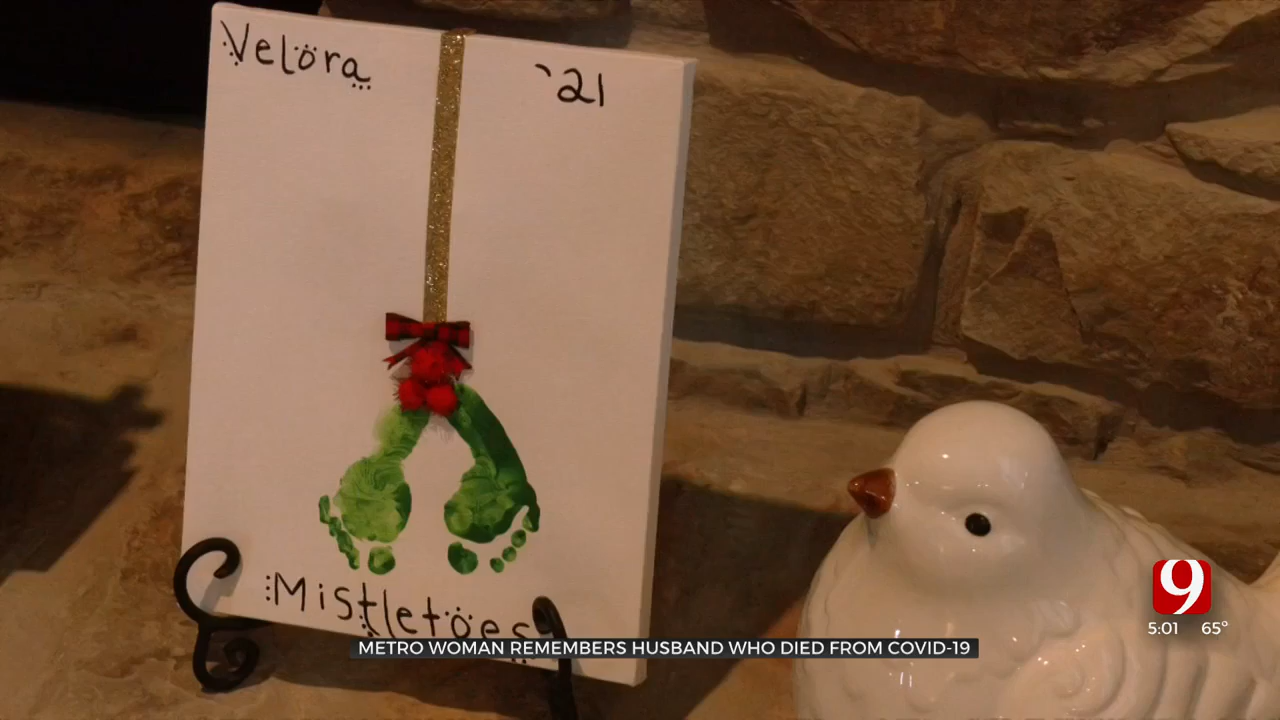 Velora
'21
Mistletoes
METRO WOMAN REMEMBERS HUSBAND WHO DIED FROM COVID-19
9
5:01 65°